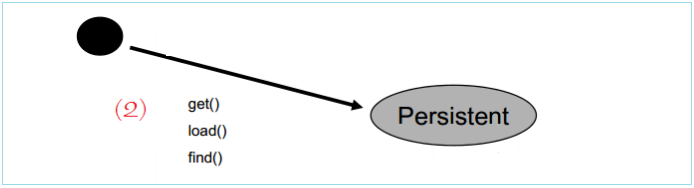 (2)
get()
load()
find()
Persistent